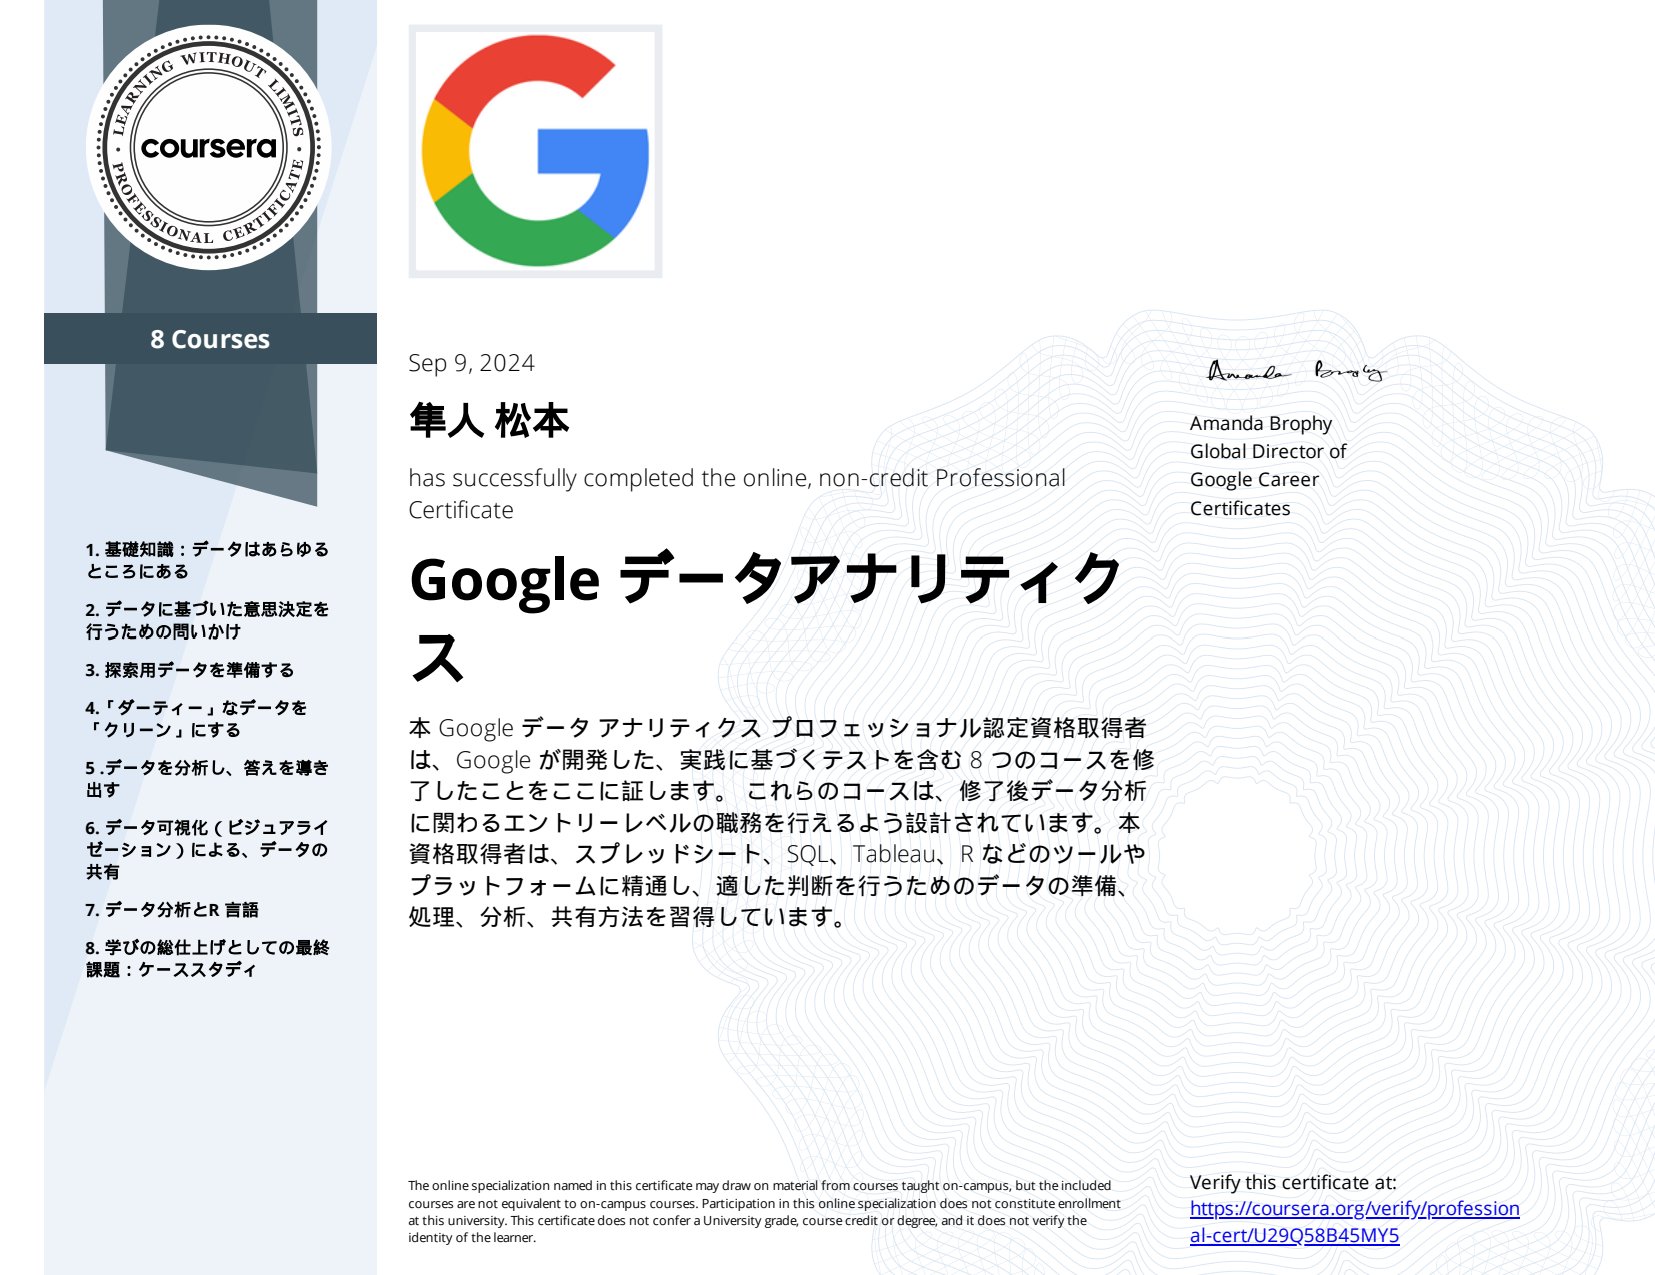 LEARNING WITHOUT LIMITS
coursera
PROFESSIONAL CERTIFICATE
8 Courses
1. 基礎知識：データはあらゆる
ところにある
2. データに基づいた意思決定を
行うための問いかけ
3. 探索用データを準備する
4.「ダーティー」なデータを
「クリーン」にする
5 .データを分析し、答えを導き
出す
6. データ可視化（ビジュアライ
ゼーション）による、データの
共有
7. データ分析とR 言語
8. 学びの総仕上げとしての最終
課題：ケーススタディ
Sep 9, 2024
隼人 松本
has successfully completed the online, non-credit Professional
Certificate
Google データアナリティク
ス
本 Google データ アナリティクス プロフェッショナル認定資格取得者
は、Google が開発した、実践に基づくテストを含む 8 つのコースを修
了したことをここに証します。 これらのコースは、修了後データ分析
に関わるエントリーレベルの職務を行えるよう設計されています。本
資格取得者は、スプレッドシート、SQL、Tableau、R などのツールや
プラットフォームに精通し、適した判断を行うためのデータの準備、
処理、分析、共有方法を習得しています。
Amanda Brophy
Amanda Brophy
Global Director of
Google Career
Certificates
The online specialization named in this certificate may draw on material from courses taught on-campus, but the included
courses are not equivalent to on-campus courses. Participation in this online specialization does not constitute enrollment
at this university. This certificate does not confer a University grade, course credit or degree, and it does not verify the
identity of the learner.
Verify this certificate at:
https://coursera.org/verify/profession
al-cert/U29Q58B45MY5